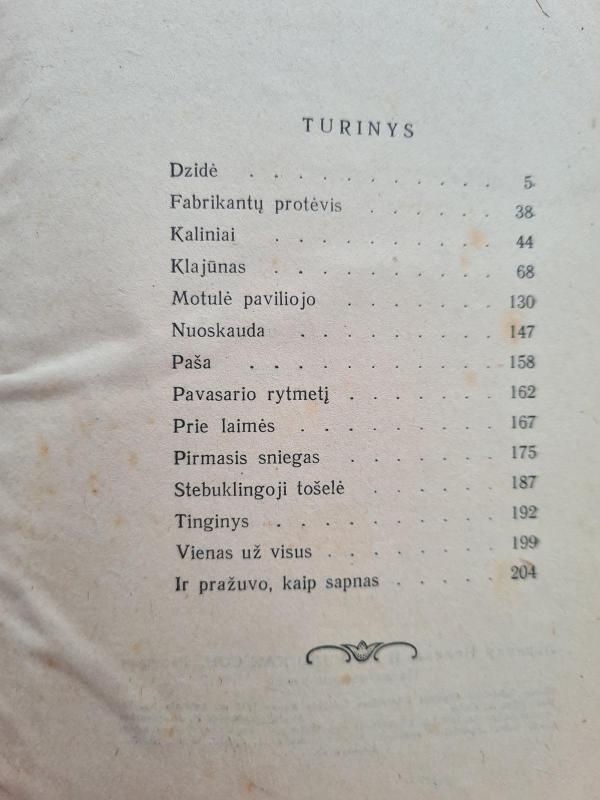 TURINYS
Dzidė . . . . . . . . . 5
Fabrikantų protėvis . . . . . 38
Kaliniai . . . . . . . . 44
Klajūnas . . . . . . . . 68
Motulė paviliojo . . . . . . 130
Nuoskauda . . . . . . . 147
Paša . . . . . . . . . 158
Pavasario rytmetį . . . . . . 162
Prie laimės . . . . . . . 167
Pirmasis sniegas . . . . . . 175
Stebuklingoji tošelė . . . . . 187
Tinginys . . . . . . . . 192
Vienas už visus . . . . . . 199
Ir pražuvo, kaip sapnas . . . . 204